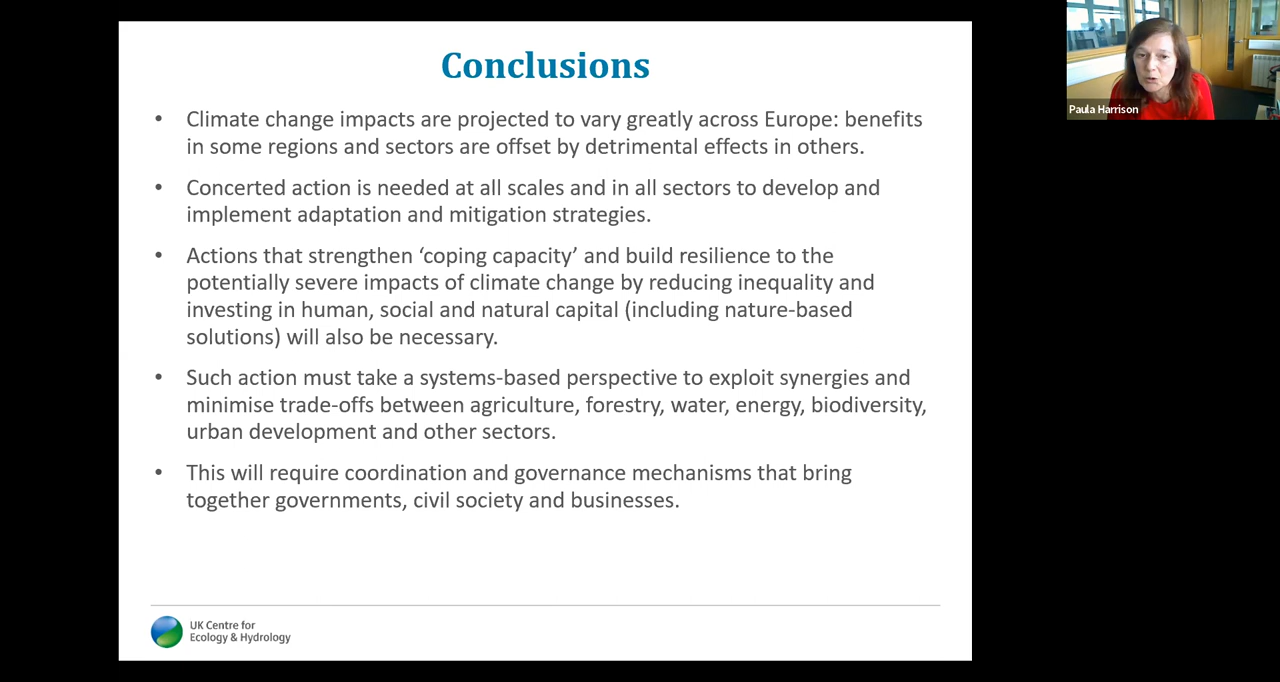 Conclusions
• Climate change impacts are projected to vary greatly across Europe: benefits
in some regions and sectors are offset by detrimental effects in others.
• Concerted action is needed at all scales and in all sectors to develop and
implement adaptation and mitigation strategies.
• Actions that strengthen ‘coping capacity’ and build resilience to the
potentially severe impacts of climate change by reducing inequality and
investing in human, social and natural capital (including nature-based
solutions) will also be necessary.
• Such action must take a systems-based perspective to exploit synergies and
minimise trade-offs between agriculture, forestry, water, energy, biodiversity,
urban development and other sectors.
• This will require coordination and governance mechanisms that bring
together governments, civil society and businesses.
UK Centre for
Ecology & Hydrology
Paula Harrison